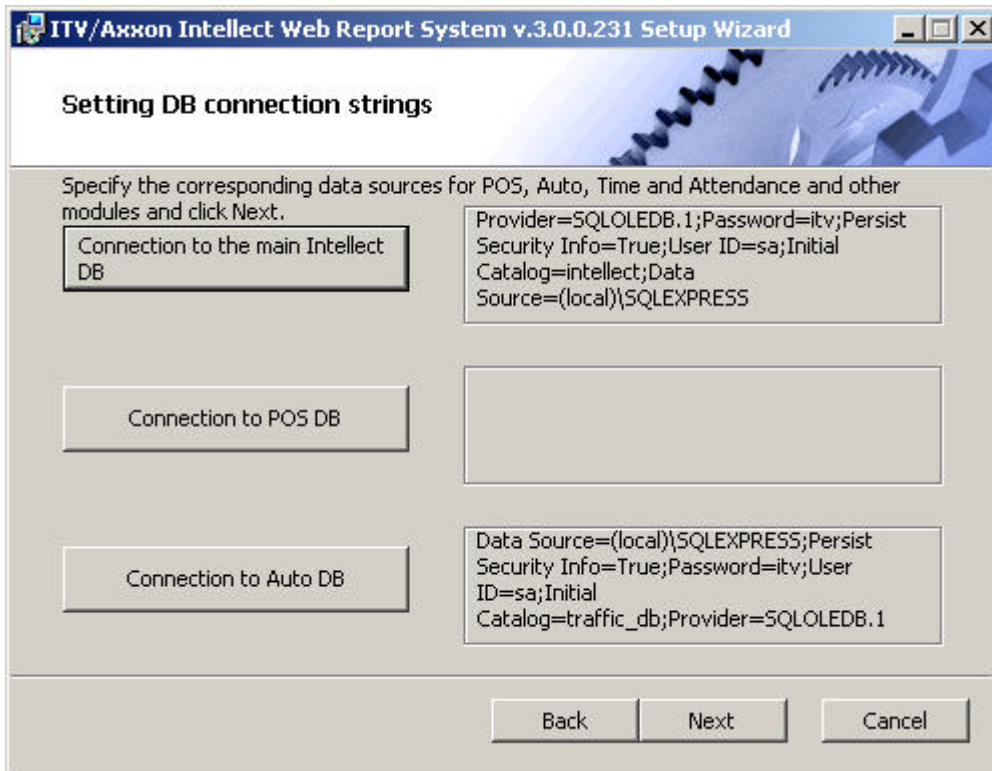 ITV/Axxon Intellect Web Report System v.3.0.0.231 Setup Wizard
Setting DB connection strings
Specify the corresponding data sources for POS, Auto, Time and Attendance and other
modules and click Next.
Connection to the main Intellect
DB
Provider=SQLOLEDB.1;Password=itv;Persist
Security Info=True;User ID=sa;Initial
Catalog=intellect;Data
Source=(local)\SQLEXPRESS
Connection to POS DB
Connection to Auto DB
Data Source=(local)\SQLEXPRESS;Persist
Security Info=True;Password=itv;User
ID=sa;Initial
Catalog=traffic_db;Provider=SQLOLEDB.1
Back
Next
Cancel